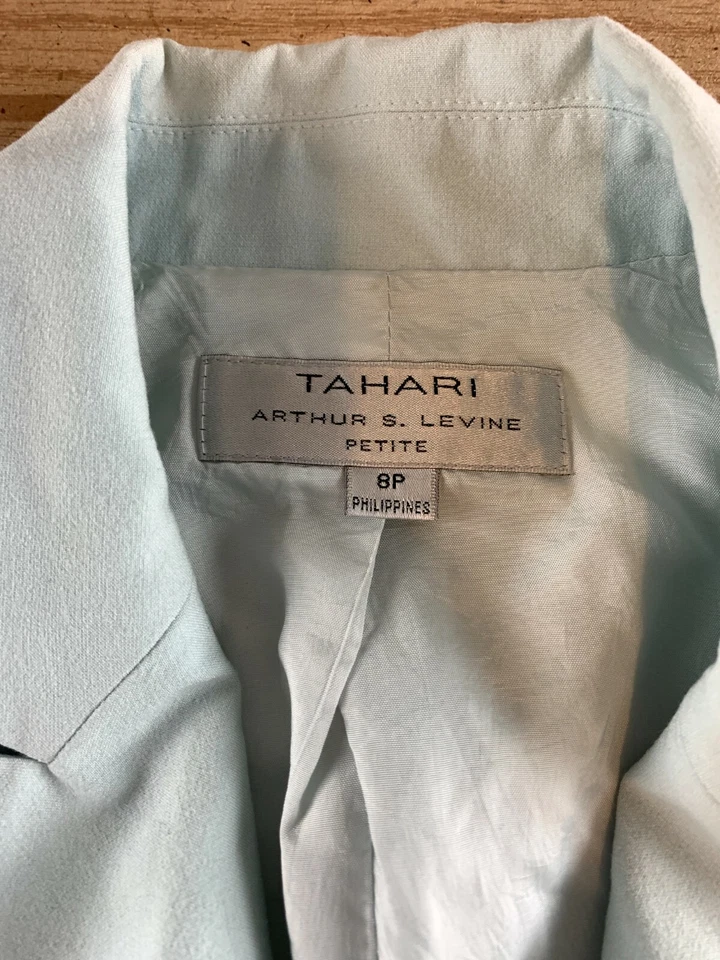 TAHARI
ARTHUR S. LEVINE
PETITE
8P
PHILIPPINES